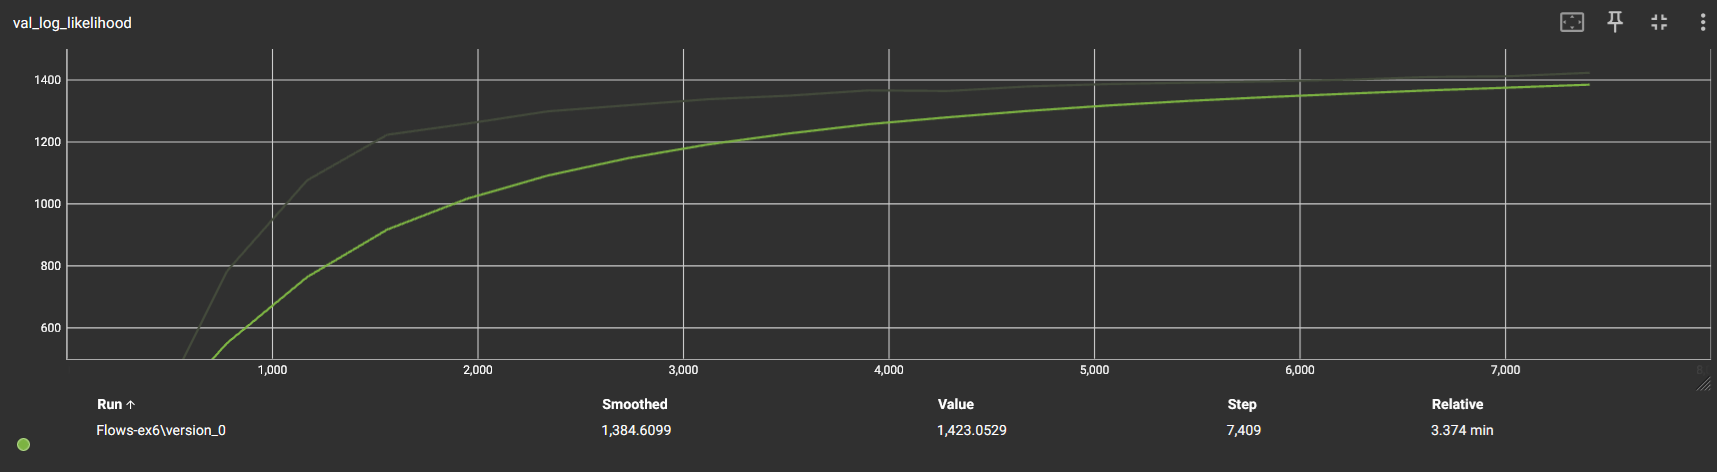 val_log_likelihood
1400
1200
1000
800
600
1,000 2,000 3,000 4,000 5,000 6,000 7,000
Run ↑ Smoothed Value Step Relative
Flows-ex6\version_0 1,384.6099 1,423.0529 7,409 3.374 min